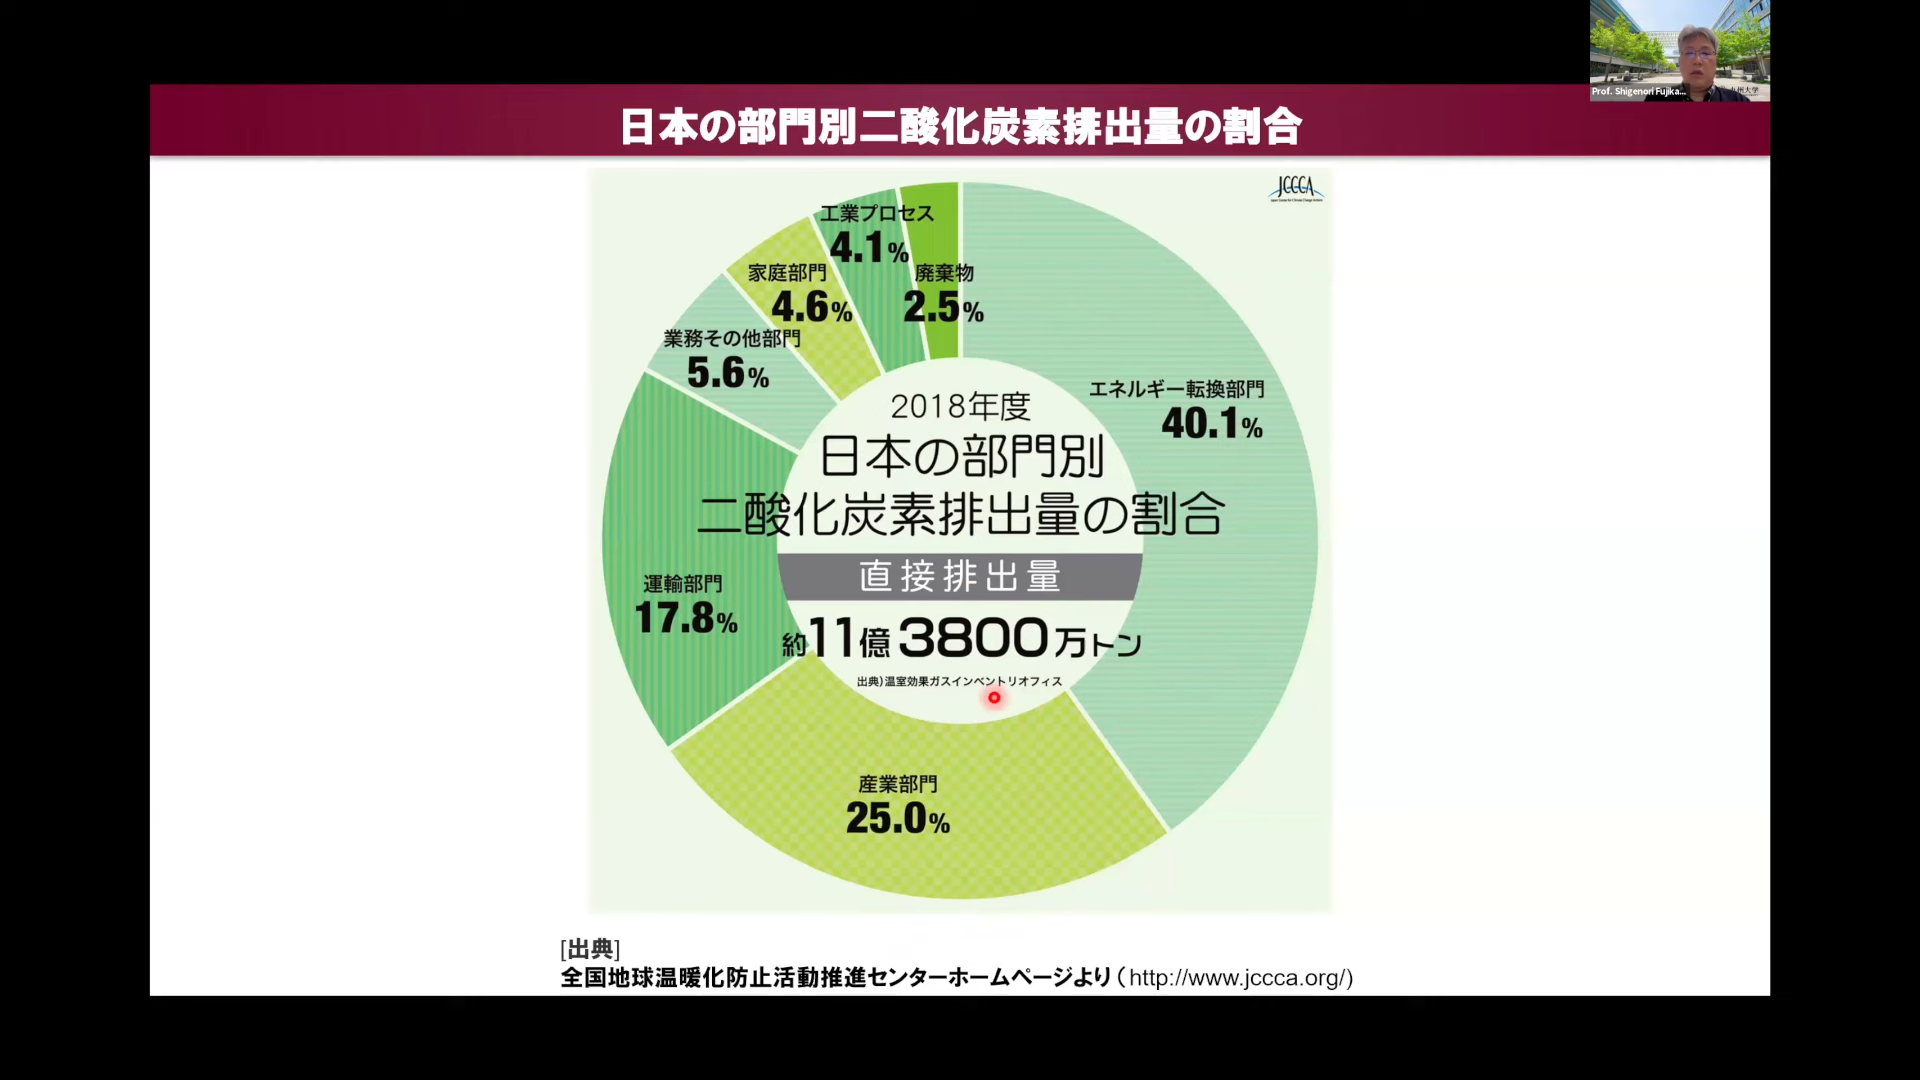 Prof. Shigenori Fujika...
日本の部門別二酸化炭素排出量の割合
JCCCA
工業プロセス
4.1%
家庭部門
4.6%
廃棄物
2.5%
業務その他部門
5.6%
エネルギー転換部門
40.1%
2018年度
日本の部門別
二酸化炭素排出量の割合
直接排出量
約11億3800万トン
出典)温室効果ガスインベントリオフィス
運輸部門
17.8%
産業部門
25.0%
[出典]
全国地球温暖化防止活動推進センターホームページより（http://www.jccca.org/)